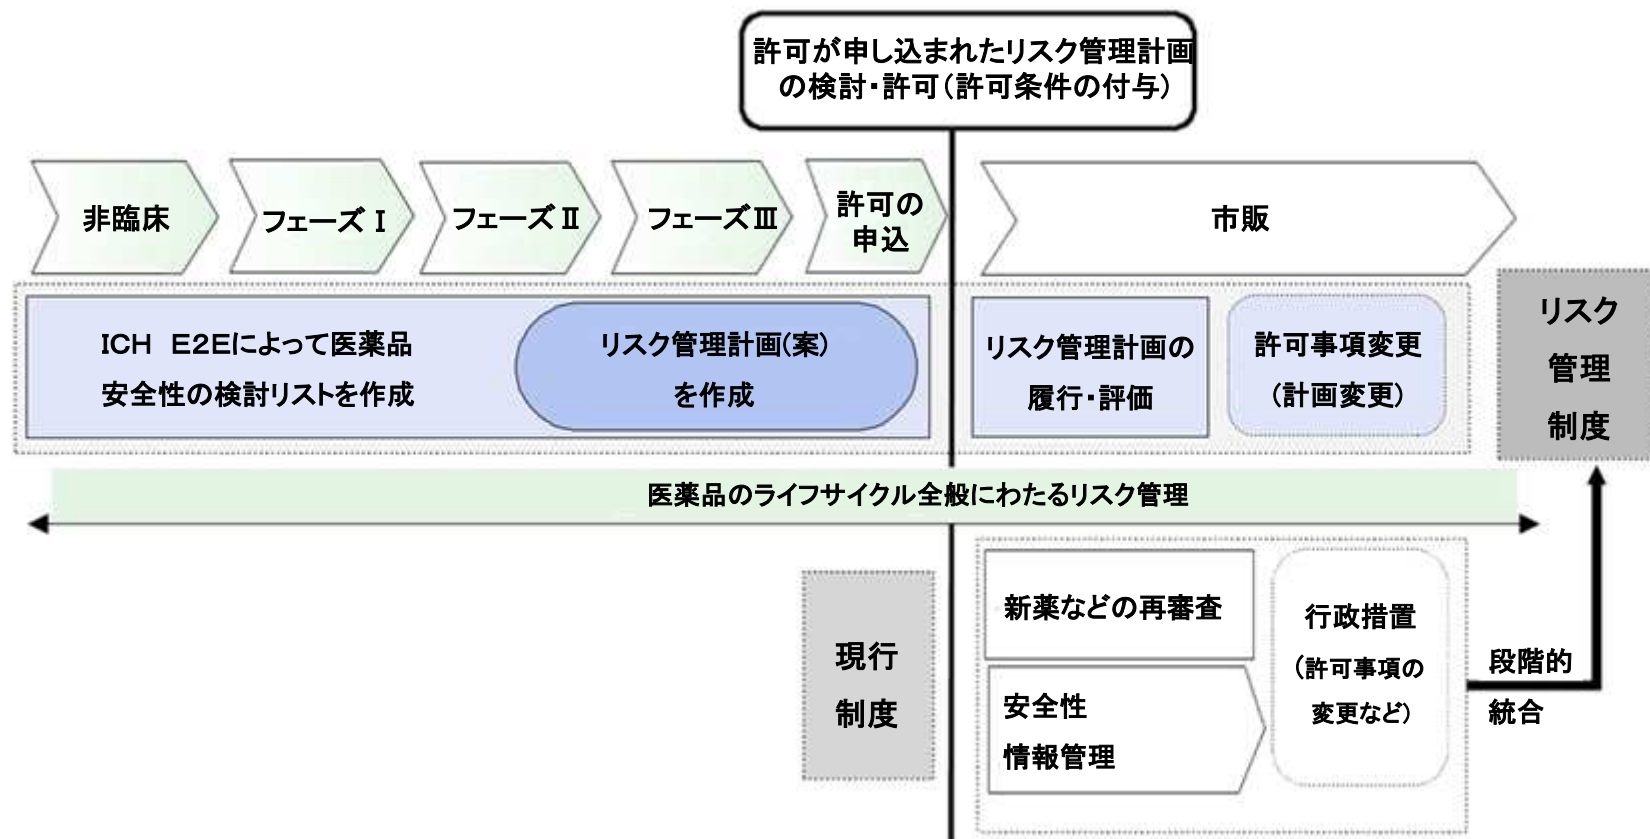 許可が申し込まれたリスク管理計画
の検討・許可(許可条件の付与)
非臨床
フェーズⅠ
フェーズⅡ
フェーズⅢ
許可の
申込
市販
ICH E2Eによって医薬品
安全性の検討リストを作成
リスク管理計画(案)
を作成
リスク管理計画の
履行・評価
許可事項変更
(計画変更)
リスク
管理
制度
医薬品のライフサイクル全般にわたるリスク管理
現行
制度
新薬などの再審査
安全性
情報管理
行政措置
(許可事項の
変更など)
段階的
統合